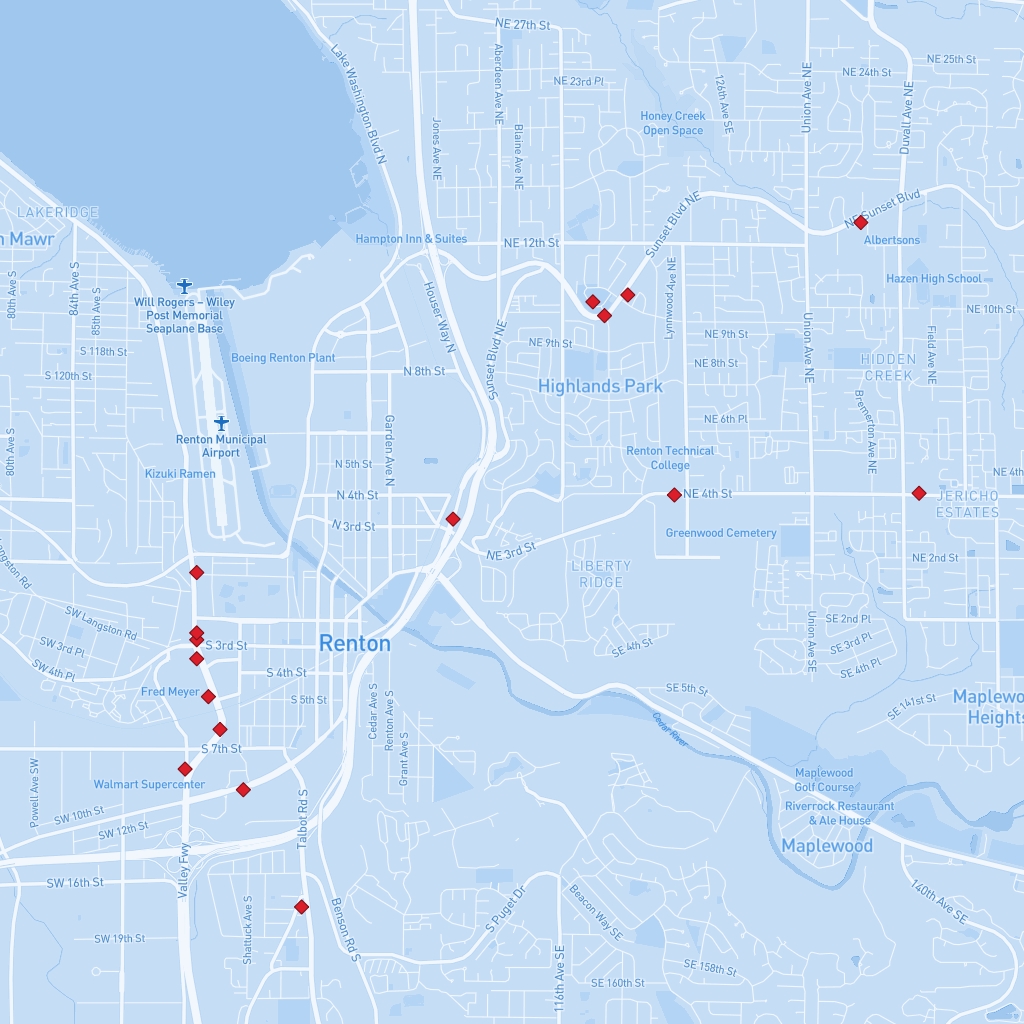 NE 27th St
Lake Washington Blvd N
Aberdeen Ave NE
NE 25th St
NE 24th St
NE 23rd Pl
126th Ave SE
Union Ave NE
Duvall Ave NE
Honey Creek
Open Space
Jones Ave NE
Blaine Ave NE
LAKERIDGE
n Mawr
Hampton Inn & Suites
NE 12th St
Sunset Blvd NE
NE Sunset Blvd
Albertsons
80th Ave S
84th Ave S
85th Ave S
Will Rogers – Wiley
Post Memorial
Seaplane Base
Houser Way N
Lynnwood Ave NE
Hazen High School
NE 10th St
S 118th St
Boeing Renton Plant
Sunset Blvd NE
NE 9th St
NE 9th St
Union Ave NE
Field Ave NE
S 120th St
N 8th St
NE 8th St
HIDDEN
CREEK
Highlands Park
Bremerton Ave NE
80th Ave S
Renton Municipal
Airport
Garden Ave N
NE 6th Pl
Kizuki Ramen
N 5th St
Renton Technical
College
NE 4th
N 4th St
NE 4th St
JERICHO
ESTATES
N 3rd St
NE 3rd St
Greenwood Cemetery
Langston Rd
LIBERTY
RIDGE
NE 2nd St
SW Langston Rd
SW 3rd Pl
SW 4th Pl
S 3rd St
Renton
SE 4th St
Union Ave SE
SE 2nd Pl
SE 3rd Pl
SE 4th Pl
S 4th St
Fred Meyer
S 5th St
Cedar Ave S
Renton Ave S
Grant Ave S
SE 5th St
SE 141st St
Maplewo
Heights
Cedar River
S 7th St
Powell Ave SW
Walmart Supercenter
Maplewood
Golf Course
Riverrock Restaurant
& Ale House
Maplewood
SW 10th St
SW 12th St
Talbot Rd S
Valley Fwy
SW 16th St
140th Ave SE
Shattuck Ave S
Benson Rd S
S Puget Dr
Beacon Way SE
SW 19th St
116th Ave SE
SE 158th St
SE 160th St